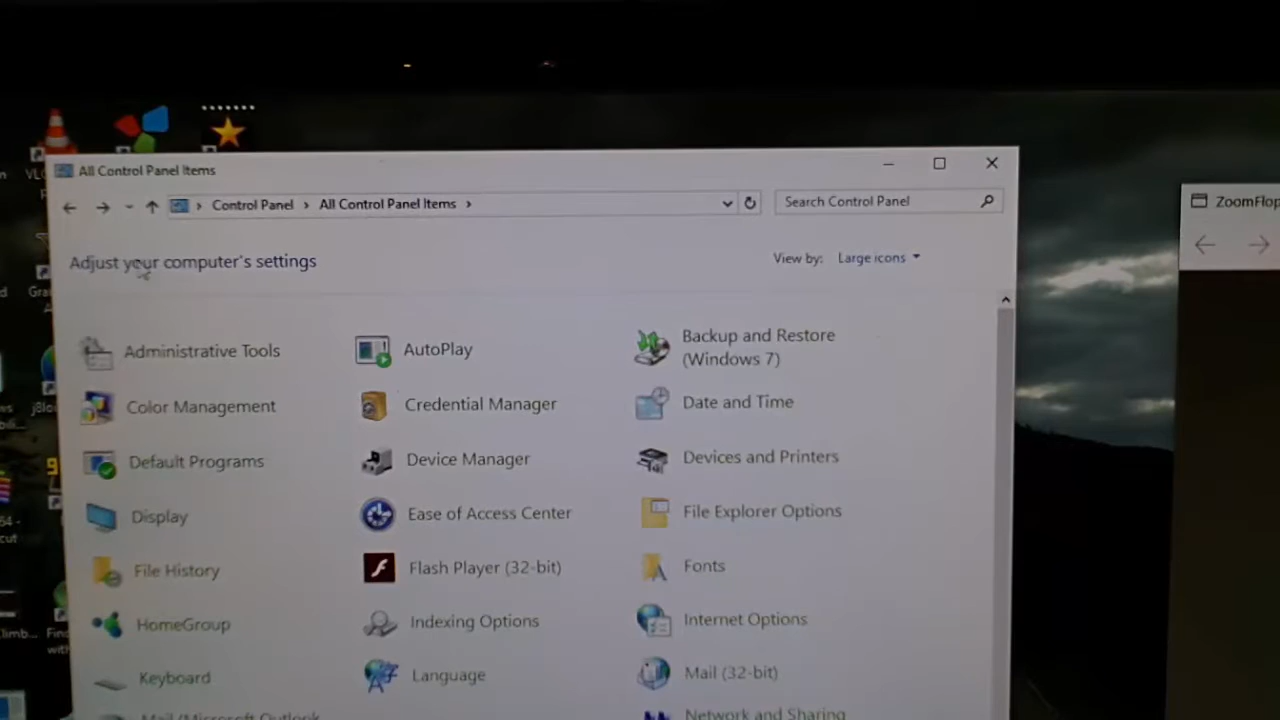 All Control Panel Items
Control Panel > All Control Panel Items >
Search Control Panel
ZoomFlop
Adjust your computer's settings
View by: Large icons
Administrative Tools
AutoPlay
Backup and Restore
(Windows 7)
Color Management
Credential Manager
Date and Time
Default Programs
Device Manager
Devices and Printers
Display
Ease of Access Center
File Explorer Options
File History
Flash Player (32-bit)
Fonts
HomeGroup
Indexing Options
Internet Options
Keyboard
Language
Mail (32-bit)
Mail (Microsoft Outlook
Network and Sharing